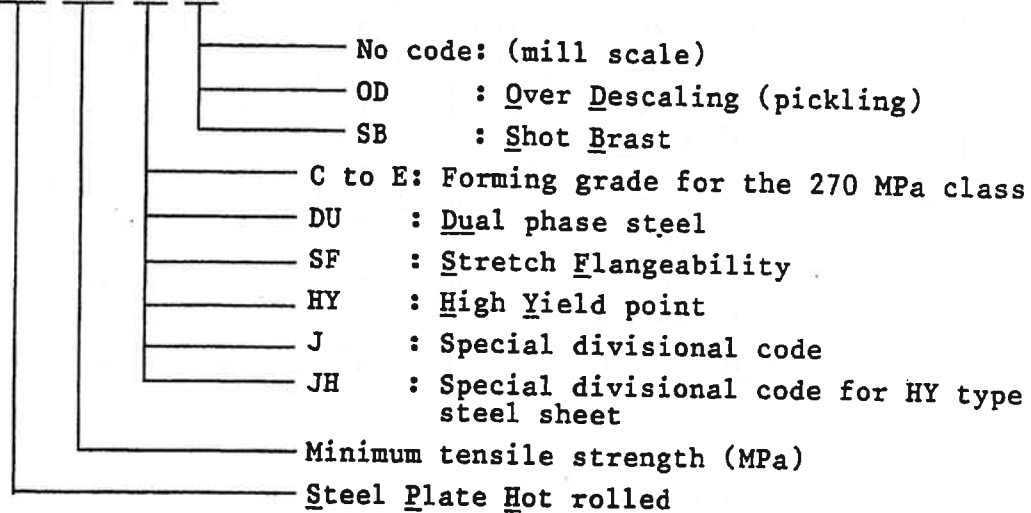 No code: (mill scale)
OD : Over Descaling (pickling)
SB : Shot Brast
C to E: Forming grade for the 270 MPa class
DU : Dual phase steel
SF : Stretch Flangeability
HY : High Yield point
J : Special divisional code
JH : Special divisional code for HY type
steel sheet
Minimum tensile strength (MPa)
Steel Plate Hot rolled